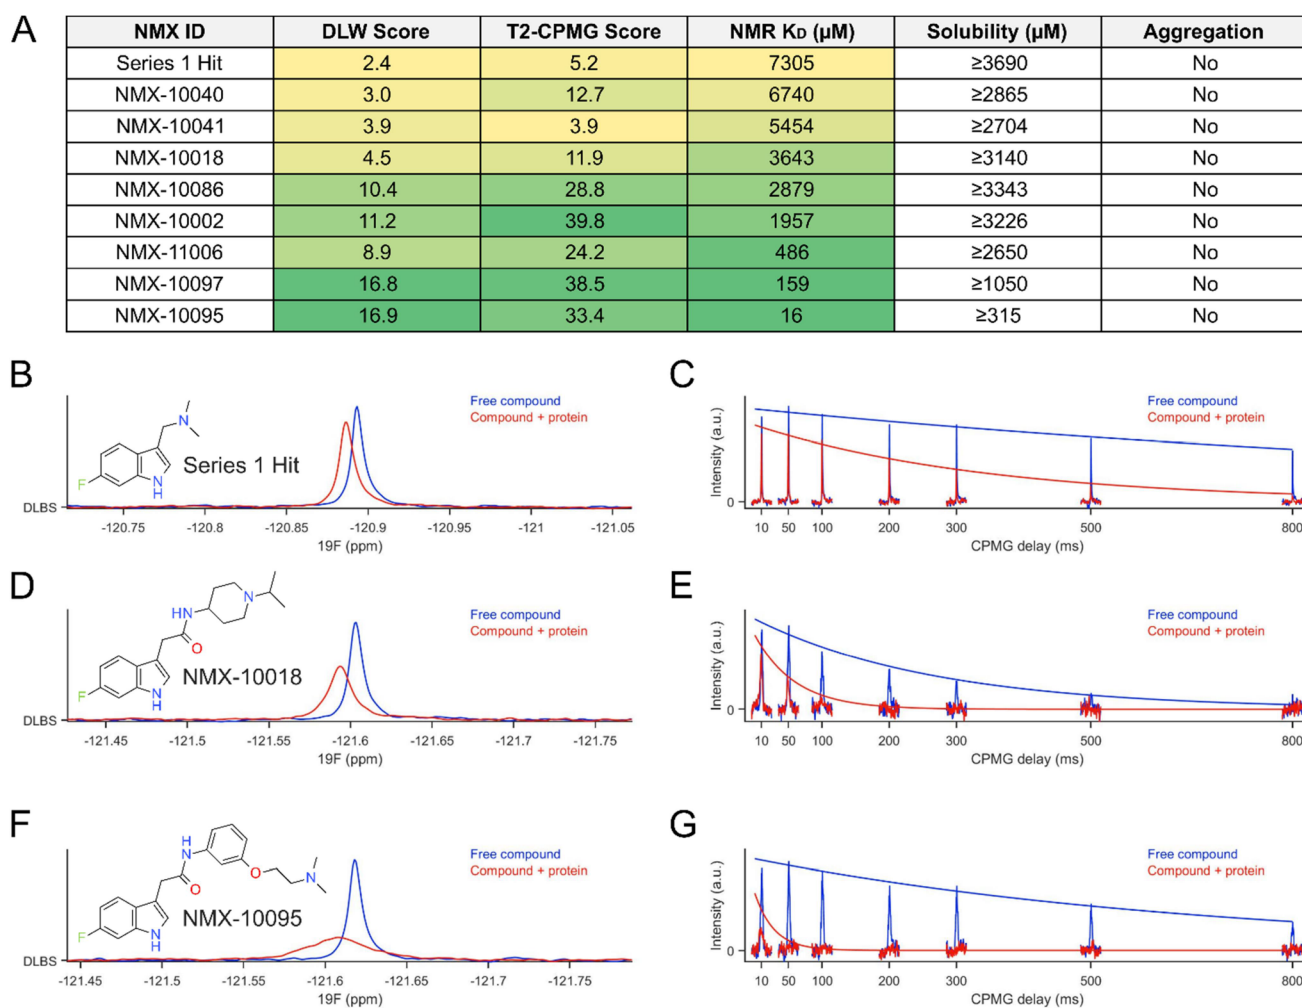 A
NMX ID DLW Score T2-CPMG Score NMR KD (µM) Solubility (µM) Aggregation
Series 1 Hit 2.4 5.2 7305 ≥3690 No
NMX-10040 3.0 12.7 6740 ≥2865 No
NMX-10041 3.9 3.9 5454 ≥2704 No
NMX-10018 4.5 11.9 3643 ≥3140 No
NMX-10086 10.4 28.8 2879 ≥3343 No
NMX-10002 11.2 39.8 1957 ≥3226 No
NMX-11006 8.9 24.2 486 ≥2650 No
NMX-10097 16.8 38.5 159 ≥1050 No
NMX-10095 16.9 33.4 16 ≥315 No
B
Free compound
Compound + protein
N
F
N
H
Series 1 Hit
DLBS
-120.75 -120.8 -120.85 -120.9 -120.95 -121 -121.05
19F (ppm)
C
Free compound
Compound + protein
Intensity (a.u.)
0
10 50 100 200 300 500 800
CPMG delay (ms)
D
Free compound
Compound + protein
HN
N
O
F
N
H
NMX-10018
DLBS
-121.45 -121.5 -121.55 -121.6 -121.65 -121.7 -121.75
19F (ppm)
E
Free compound
Compound + protein
Intensity (a.u.)
0
10 50 100 200 300 500 800
CPMG delay (ms)
F
Free compound
Compound + protein
H
N
O
O
N
F
N
H
NMX-10095
DLBS
-121.45 -121.5 -121.55 -121.6 -121.65 -121.7 -121.75
19F (ppm)
G
Free compound
Compound + protein
Intensity (a.u.)
0
10 50 100 200 300 500 800
CPMG delay (ms)